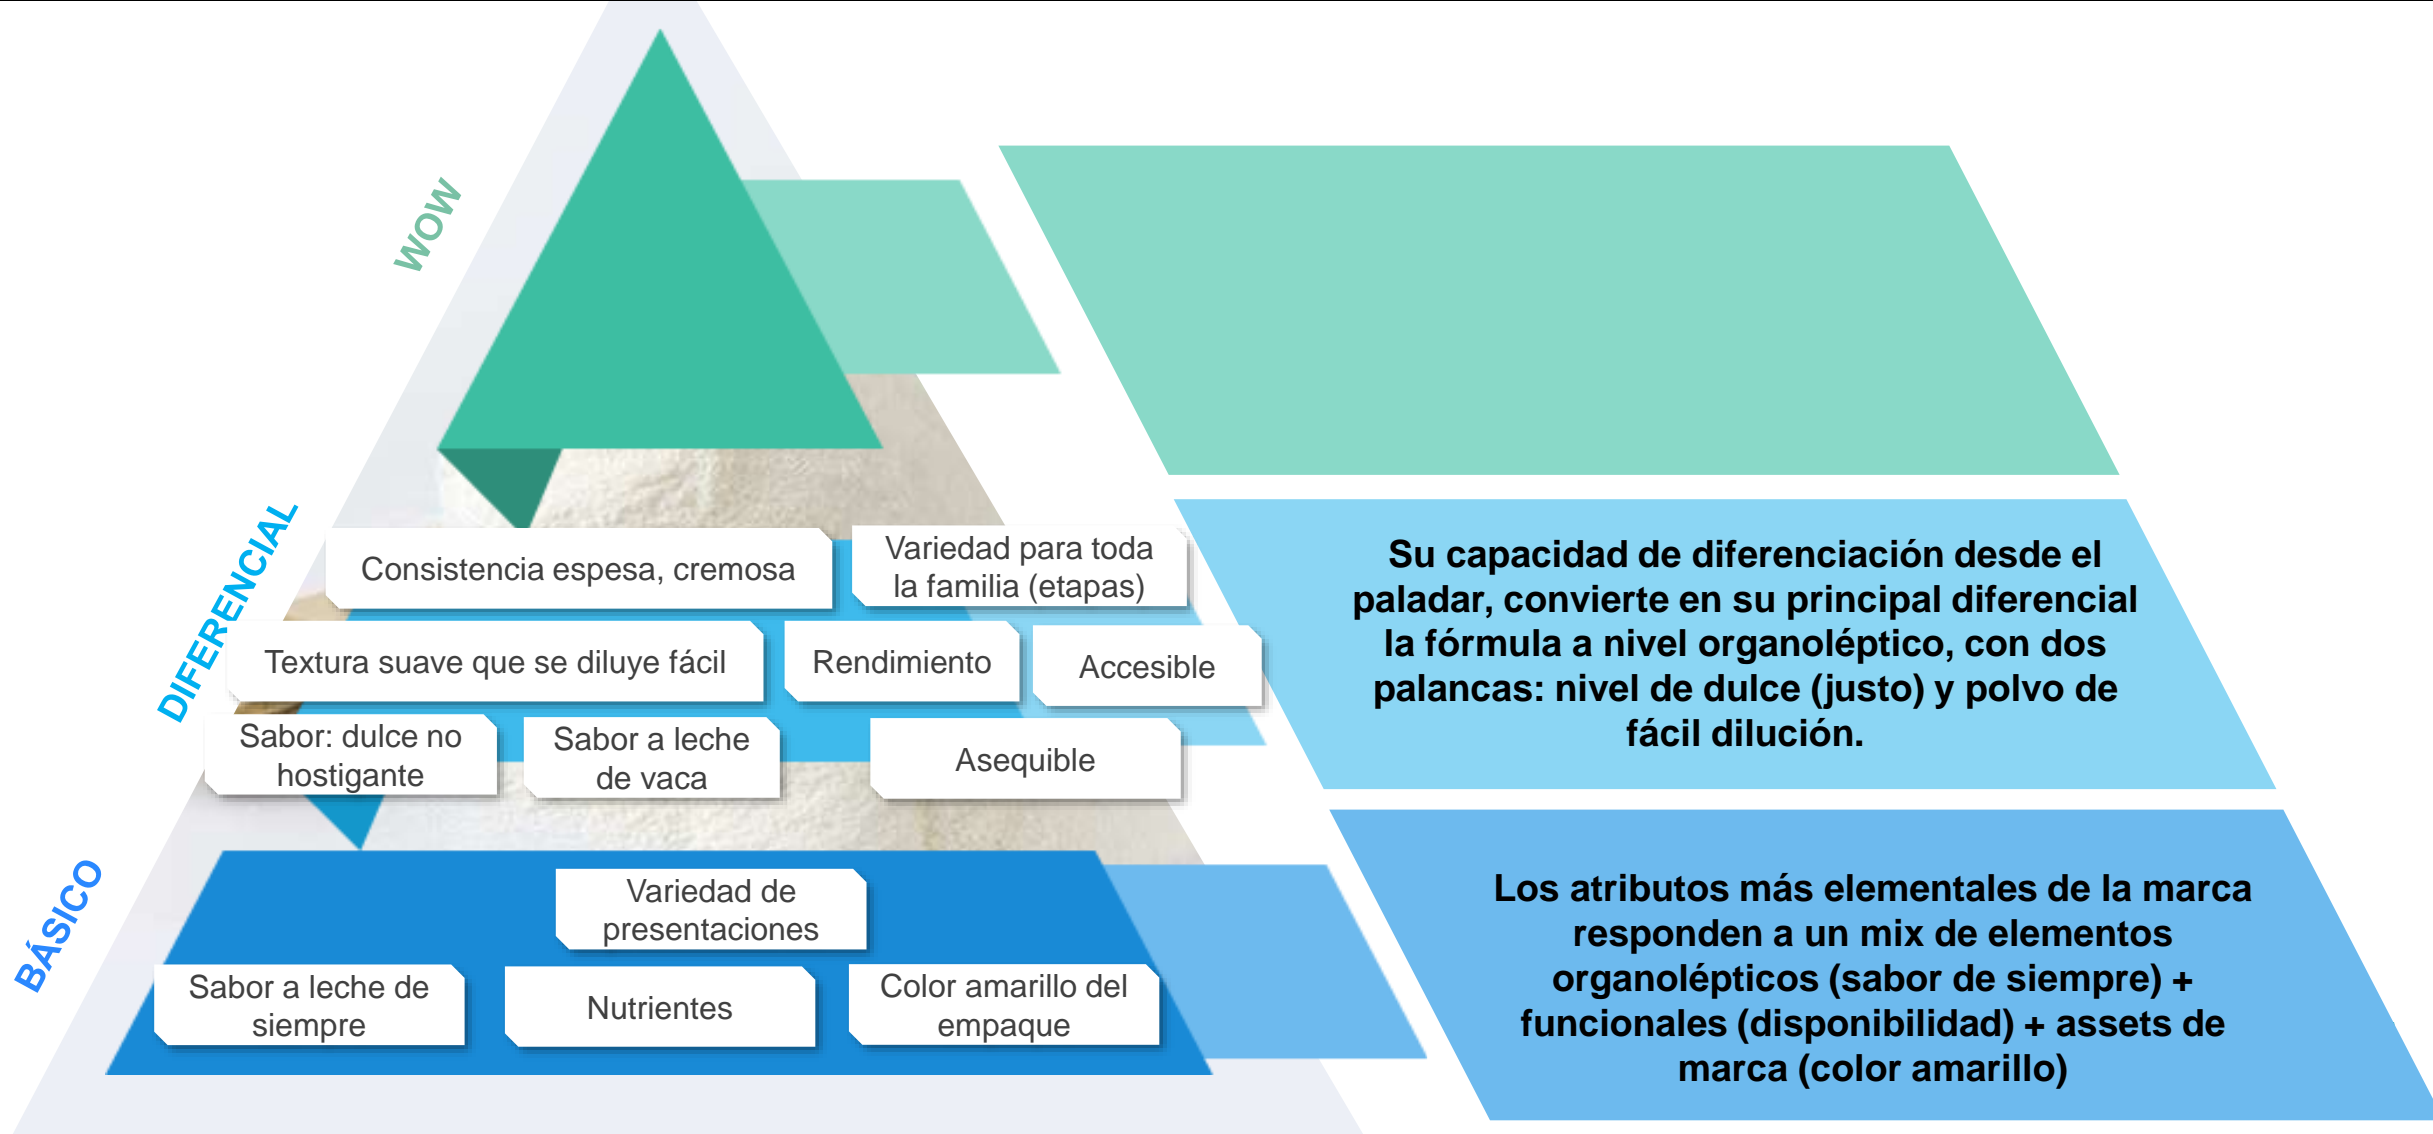 WOW
DIFERENCIAL
Consistencia espesa, cremosa
Variedad para toda
la familia (etapas)
Textura suave que se diluye fácil
Rendimiento
Accesible
Sabor: dulce no
hostigante
Sabor a leche
de vaca
Asequible
Su capacidad de diferenciación desde el
paladar, convierte en su principal diferencial
la fórmula a nivel organoléptico, con dos
palancas: nivel de dulce (justo) y polvo de
fácil dilución.
BÁSICO
Variedad de
presentaciones
Sabor a leche de
siempre
Nutrientes
Color amarillo del
empaque
Los atributos más elementales de la marca
responden a un mix de elementos
organolépticos (sabor de siempre) +
funcionales (disponibilidad) + assets de
marca (color amarillo)